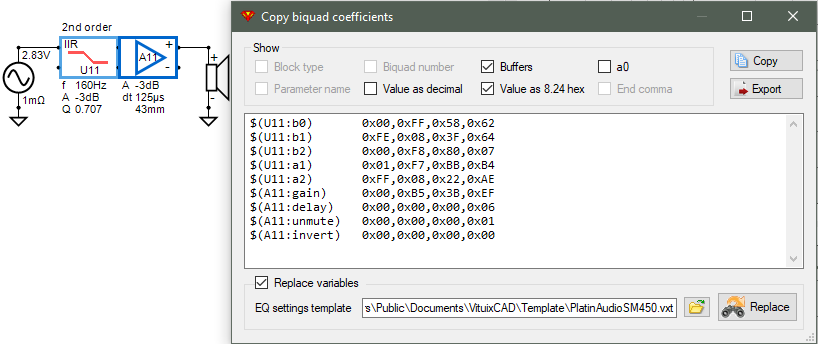 2nd order
2.83V
IIR
U11
A11
+
-
+
-
1mΩ
f 160Hz
A -3dB
Q 0.707
A -3dB
dt 125µs
43mm
Copy biquad coefficients
Show
Block type
Biquad number
Buffers
a0
Parameter name
Value as decimal
Value as 8.24 hex
End comma
Copy
Export
$(U11:b0) 0x00,0xFF,0x58,0x62
$(U11:b1) 0xFE,0x08,0x3F,0x64
$(U11:b2) 0x00,0xF8,0x80,0x07
$(U11:a1) 0x01,0xF7,0xBB,0xB4
$(U11:a2) 0xFF,0x08,0x22,0xAE
$(A11:gain) 0x00,0xB5,0x3B,0xEF
$(A11:delay) 0x00,0x00,0x00,0x06
$(A11:unmute) 0x00,0x00,0x00,0x01
$(A11:invert) 0x00,0x00,0x00,0x00
Replace variables
EQ settings template
s\Public\Documents\VituixCAD\Template\PlatinAudioSM450.vxt
Replace